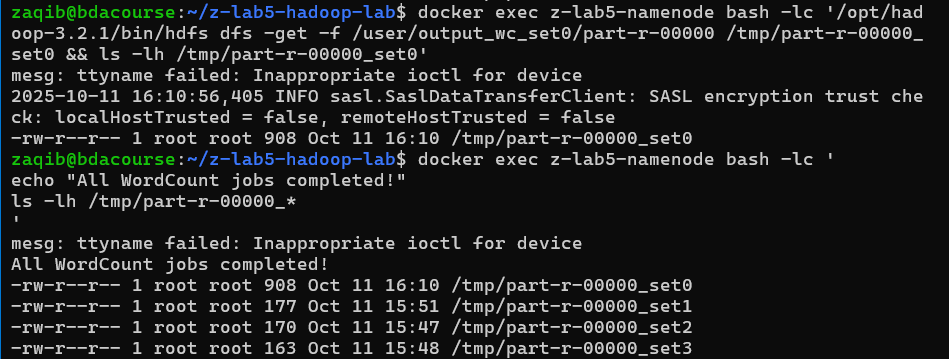 zaqib@bdacourse:~/z-lab5-hadoop-lab$ docker exec z-lab5-namenode bash -lc '/opt/had
oop-3.2.1/bin/hdfs dfs -get -f /user/output_wc_set0/part-r-00000 /tmp/part-r-00000_
set0 && ls -lh /tmp/part-r-00000_set0'
mesg: ttyname failed: Inappropriate ioctl for device
2025-10-11 16:10:56,405 INFO sasl.SaslDataTransferClient: SASL encryption trust che
ck: localHostTrusted = false, remoteHostTrusted = false
-rw-r--r-- 1 root root 908 Oct 11 16:10 /tmp/part-r-00000_set0
zaqib@bdacourse:~/z-lab5-hadoop-lab$ docker exec z-lab5-namenode bash -lc '
echo "All WordCount jobs completed!"
ls -lh /tmp/part-r-00000_*
'
mesg: ttyname failed: Inappropriate ioctl for device
All WordCount jobs completed!
-rw-r--r-- 1 root root 908 Oct 11 16:10 /tmp/part-r-00000_set0
-rw-r--r-- 1 root root 177 Oct 11 15:51 /tmp/part-r-00000_set1
-rw-r--r-- 1 root root 170 Oct 11 15:47 /tmp/part-r-00000_set2
-rw-r--r-- 1 root root 163 Oct 11 15:48 /tmp/part-r-00000_set3